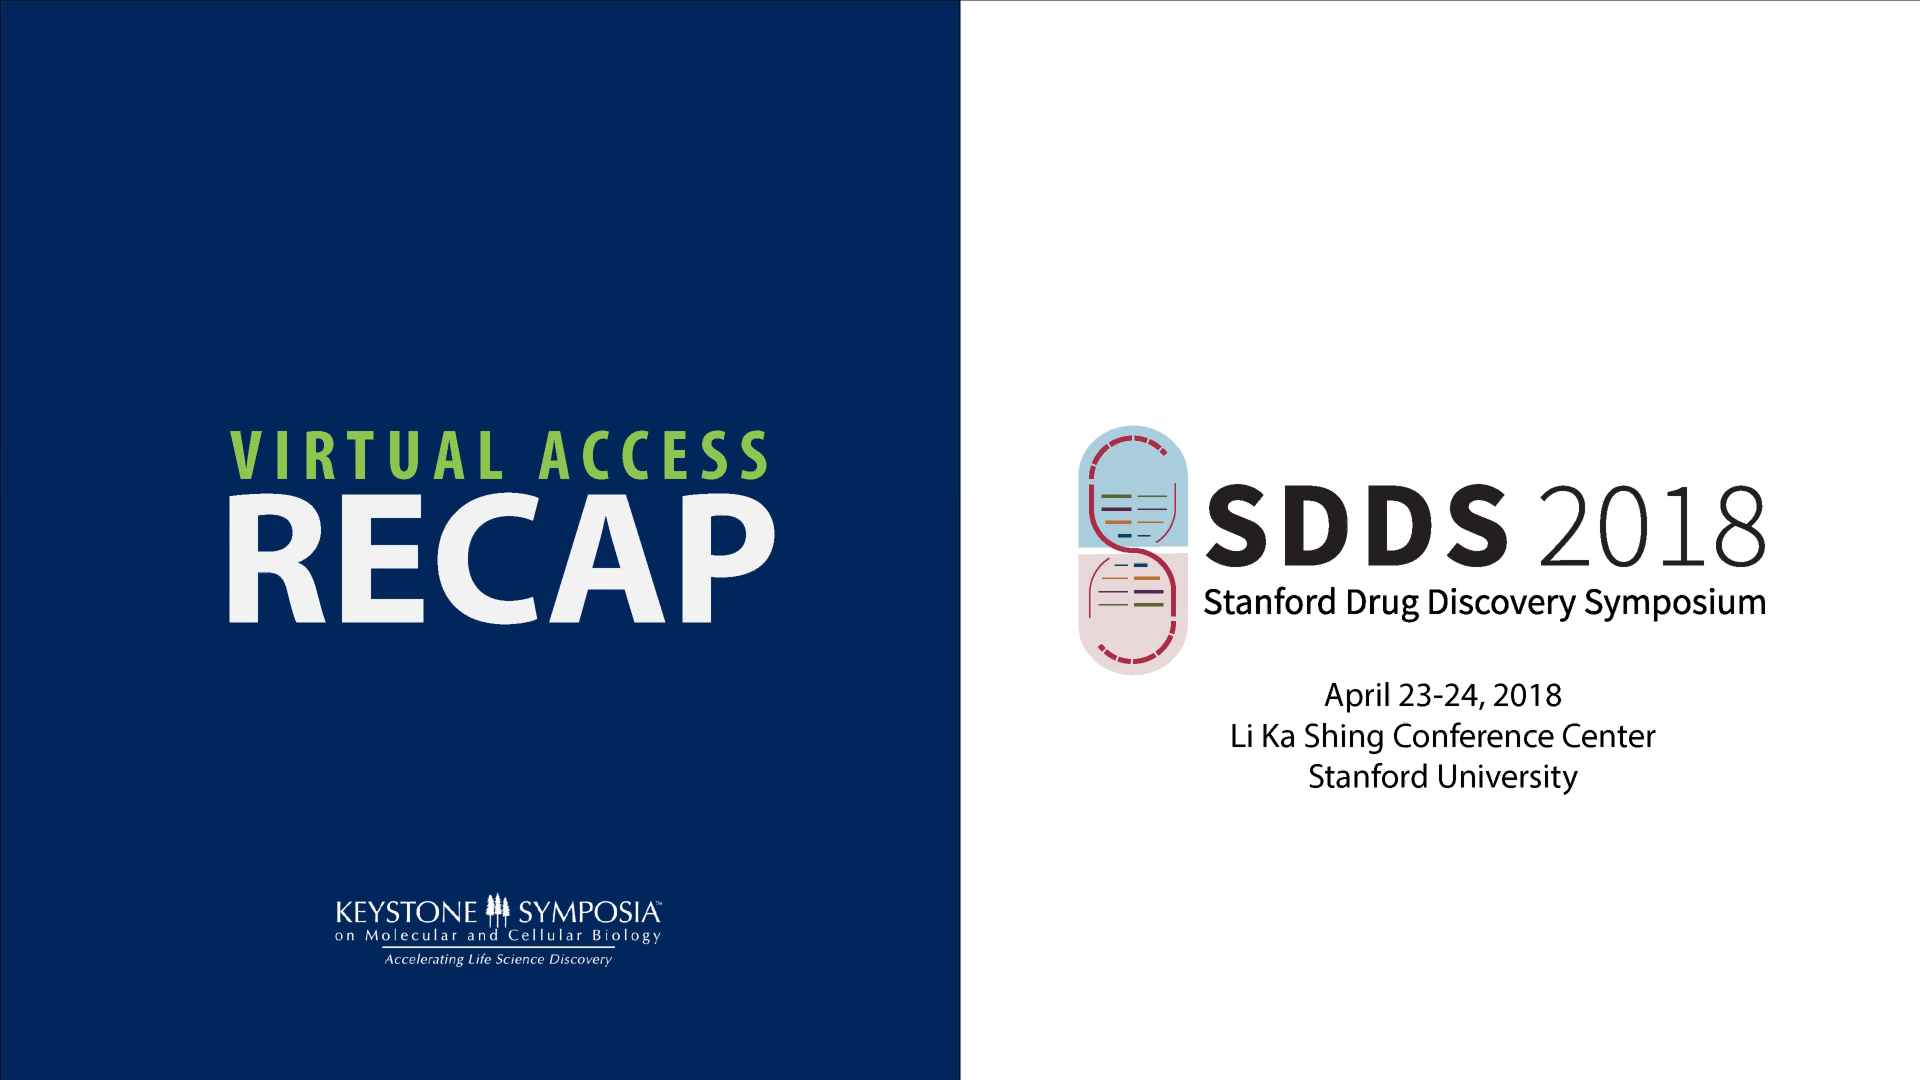 VIRTUAL ACCESS
RECAP
KEYSTONE SYMPOSIA™
on Molecular and Cellular Biology
Accelerating Life Science Discovery
SDDS 2018
Stanford Drug Discovery Symposium
April 23-24, 2018
Li Ka Shing Conference Center
Stanford University